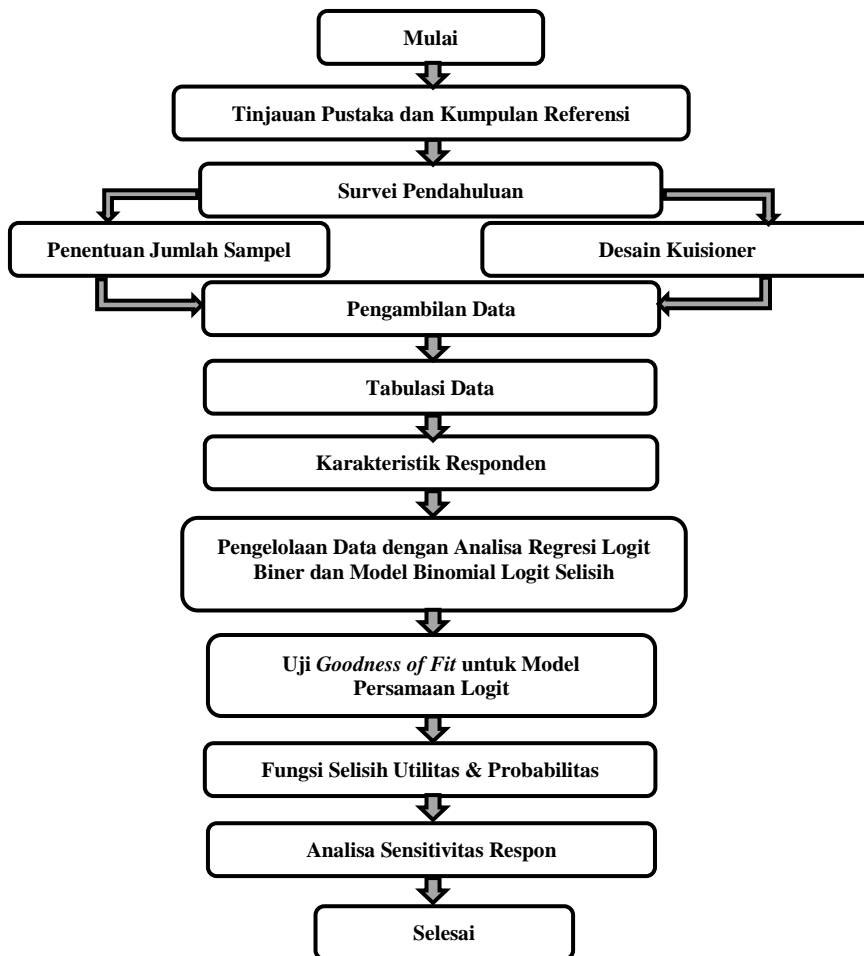 Mulai
Tinjauan Pustaka dan Kumpulan Referensi
Survei Pendahuluan
Penentuan Jumlah Sampel
Desain Kuisioner
Pengambilan Data
Tabulasi Data
Karakteristik Responden
Pengelolaan Data dengan Analisa Regresi Logit
Biner dan Model Binomial Logit Selisih
Uji Goodness of Fit untuk Model
Persamaan Logit
Fungsi Selisih Utilitas & Probabilitas
Analisa Sensitivitas Respon
Selesai